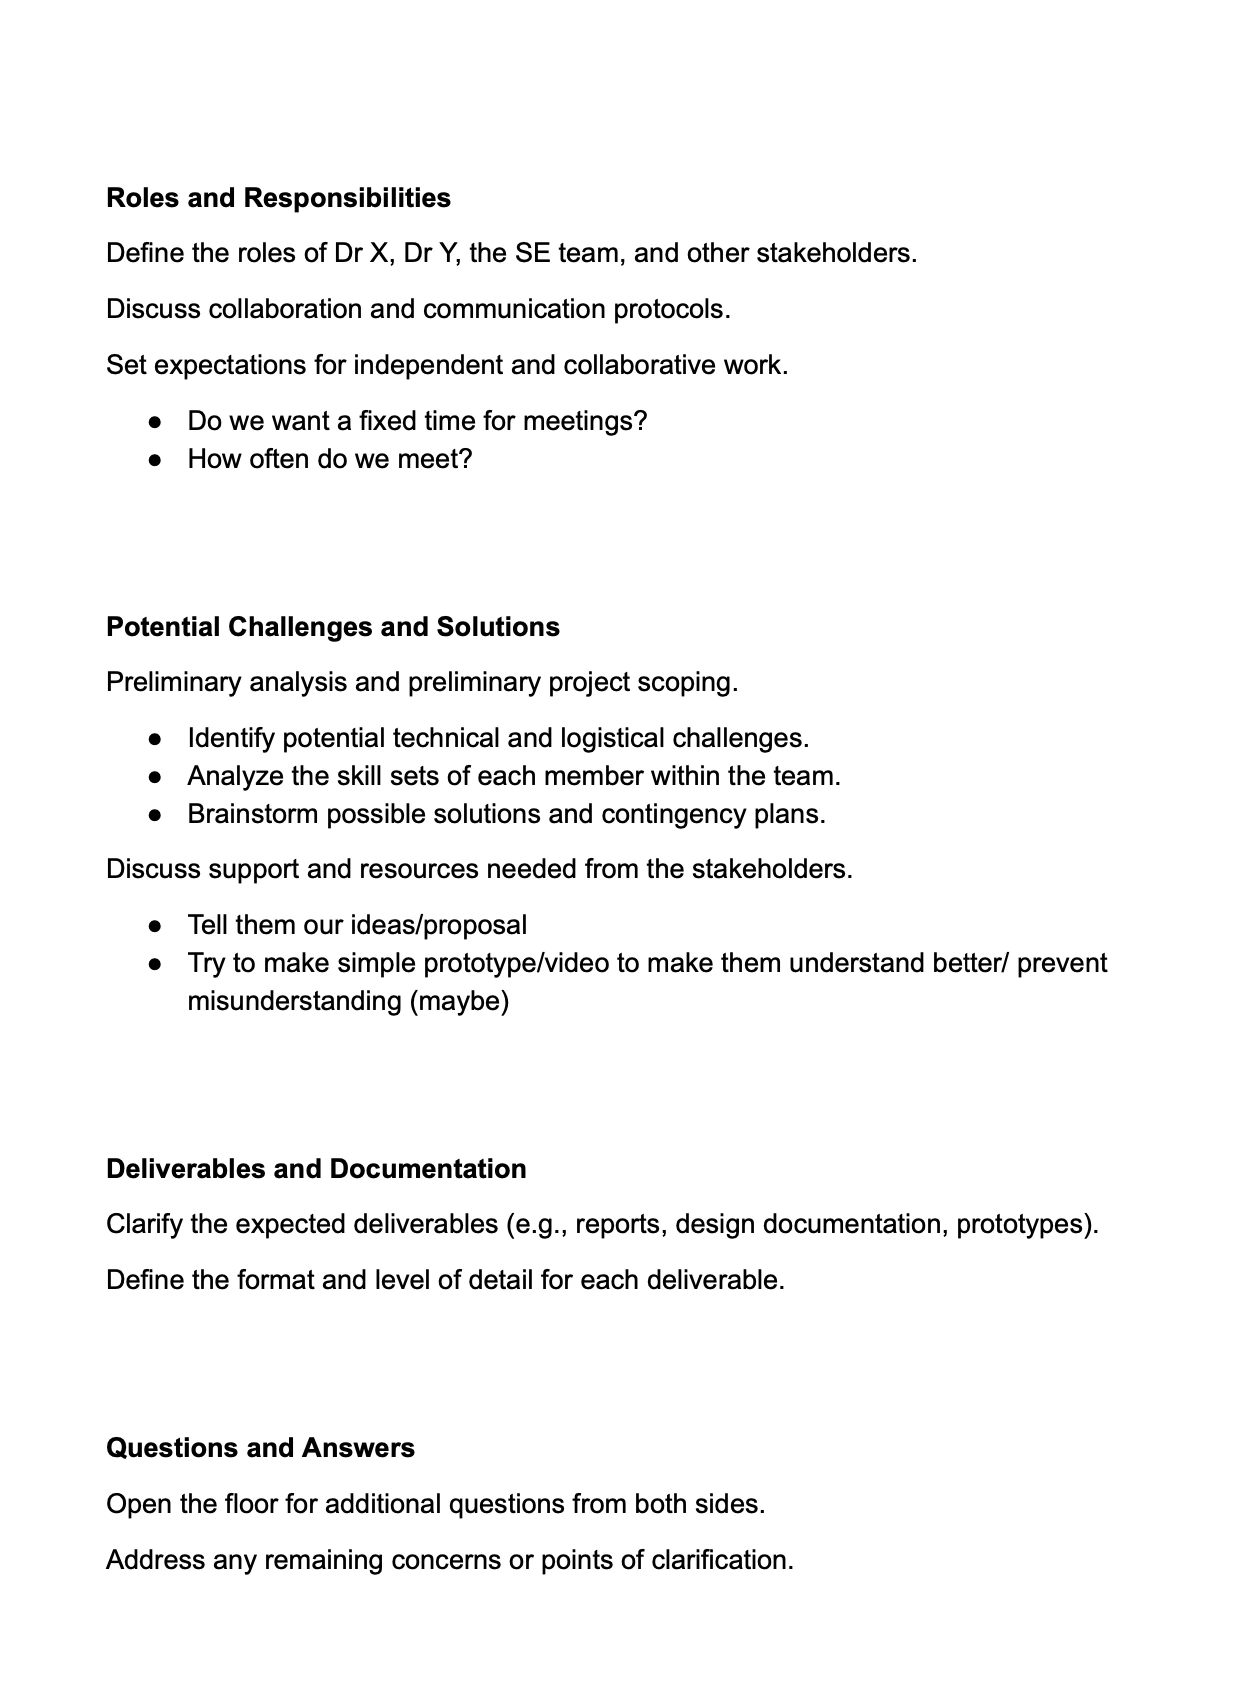 Roles and Responsibilities
Define the roles of Dr X, Dr Y, the SE team, and other stakeholders.
Discuss collaboration and communication protocols.
Set expectations for independent and collaborative work.
● Do we want a fixed time for meetings?
● How often do we meet?
Potential Challenges and Solutions
Preliminary analysis and preliminary project scoping.
● Identify potential technical and logistical challenges.
● Analyze the skill sets of each member within the team.
● Brainstorm possible solutions and contingency plans.
Discuss support and resources needed from the stakeholders.
● Tell them our ideas/proposal
● Try to make simple prototype/video to make them understand better/ prevent
misunderstanding (maybe)
Deliverables and Documentation
Clarify the expected deliverables (e.g., reports, design documentation, prototypes).
Define the format and level of detail for each deliverable.
Questions and Answers
Open the floor for additional questions from both sides.
Address any remaining concerns or points of clarification.